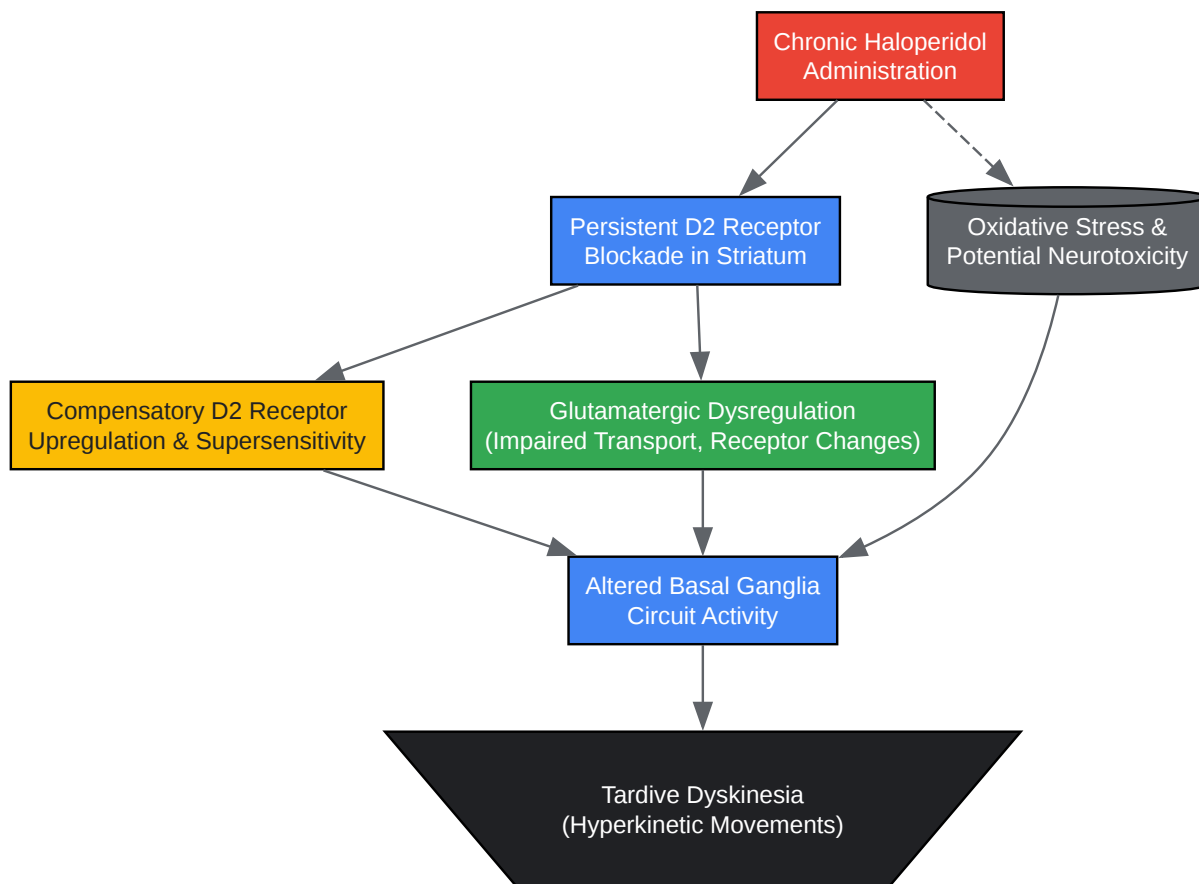 Chronic Haloperidol
Administration
Persistent D2 Receptor
Blockade in Striatum
Oxidative Stress &
Potential Neurotoxicity
Compensatory D2 Receptor
Upregulation & Supersensitivity
Glutamatergic Dysregulation
(Impaired Transport, Receptor Changes)
Altered Basal Ganglia
Circuit Activity
Tardive Dyskinesia
(Hyperkinetic Movements)